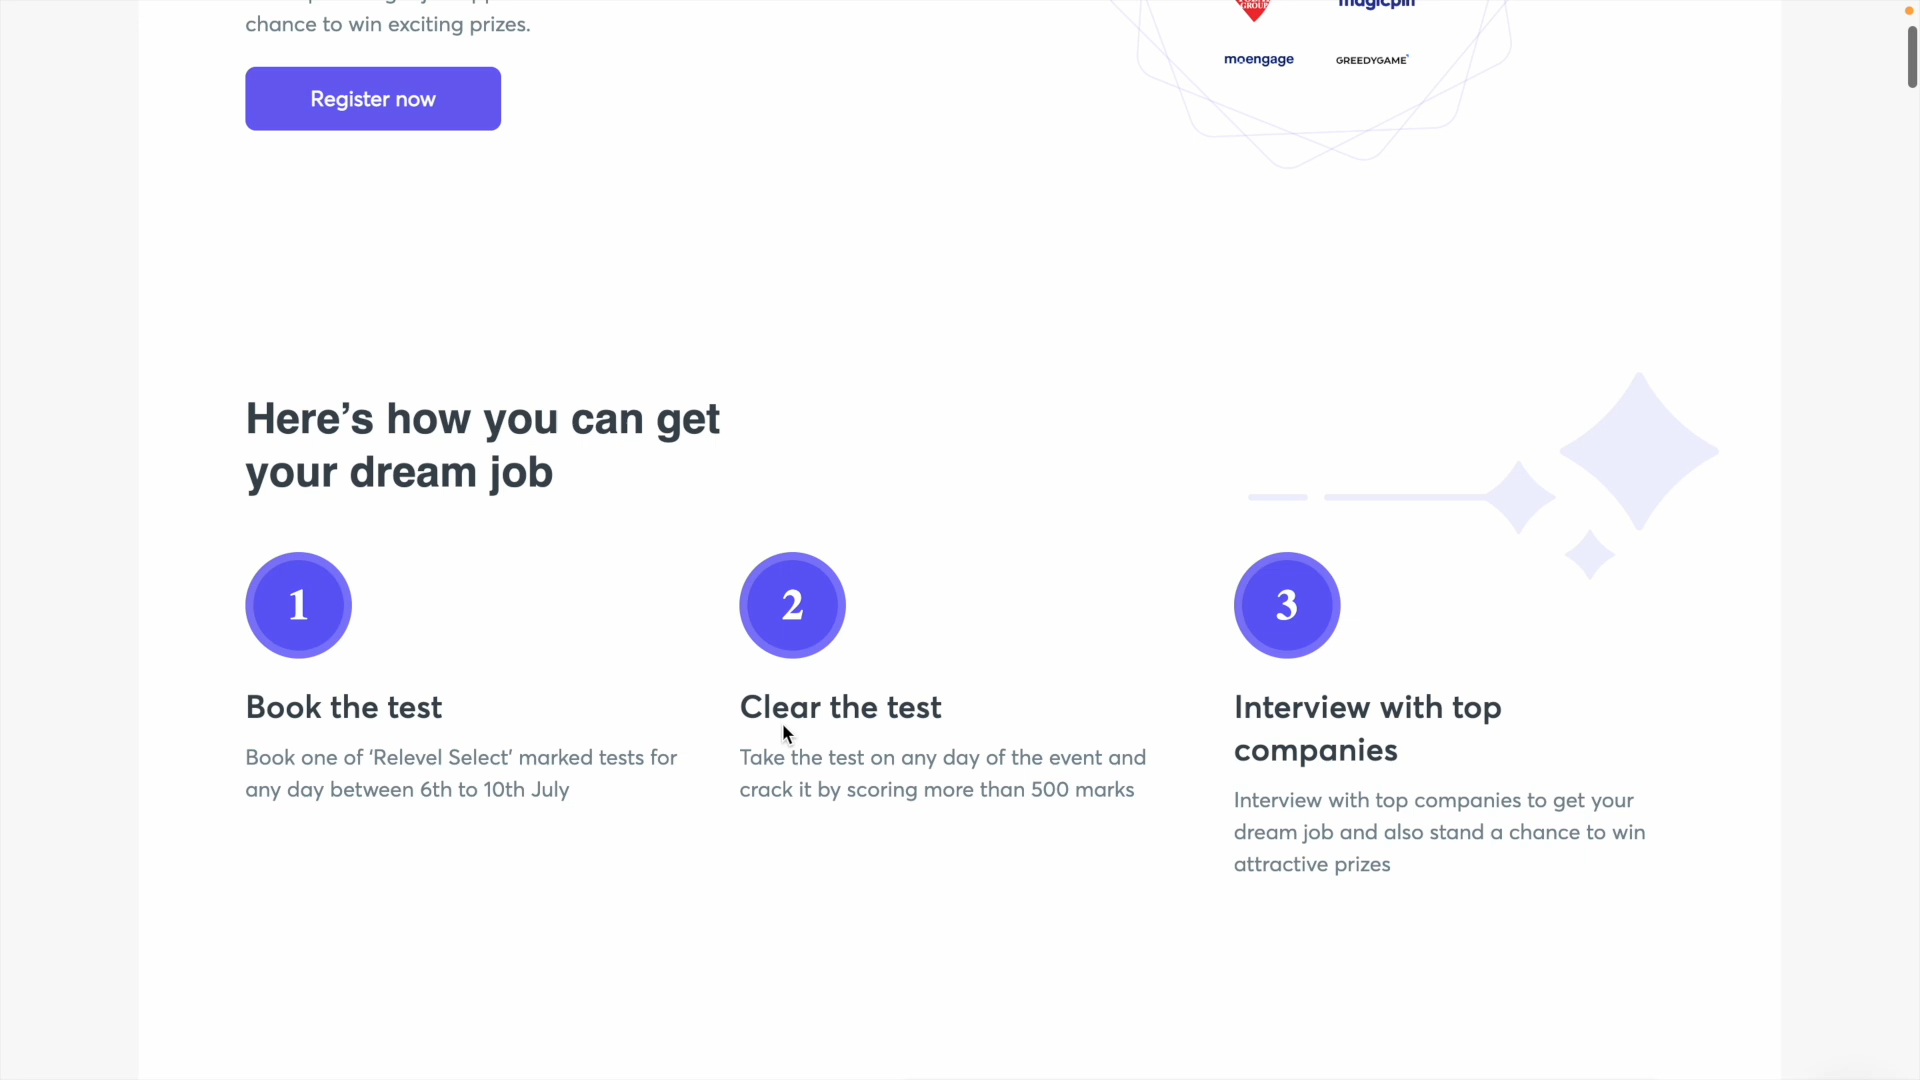 chance to win exciting prizes.
Register now
GROUP
magicpin
moengage
GREEDYGAME
Here’s how you can get
your dream job
1
2
3
Book the test
Book one of ‘Relevel Select’ marked tests for
any day between 6th to 10th July
Clear the test
Take the test on any day of the event and
crack it by scoring more than 500 marks
Interview with top
companies
Interview with top companies to get your
dream job and also stand a chance to win
attractive prizes